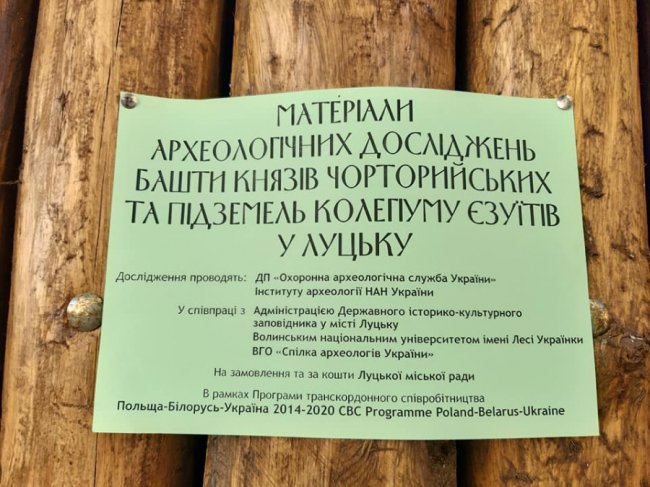 МАТЕРІАЛИ
АРХЕОЛОГІЧНИХ ДОСЛІДЖЕНЬ
БАШТИ КНЯЗІВ ЧОРТОРИЙСЬКИХ
ТА ПІДЗЕМЕЛЬ КОЛЕГІУМУ ЄЗУЇТІВ
У ЛУЦЬКУ
Дослідження проводять: ДП «Охоронна археологічна служба України»
Інституту археології НАН України
У співпраці з Адміністрацією Державного історико-культурного
заповідника у місті Луцьку
Волинським національним університетом імені Лесі Українки
ВГО «Спілка археологів України»
На замовлення та за кошти Луцької міської ради
В рамках Програми транскордонного співробітництва
Польща-Білорусь-Україна 2014-2020 CBC Programme Poland-Belarus-Ukraine